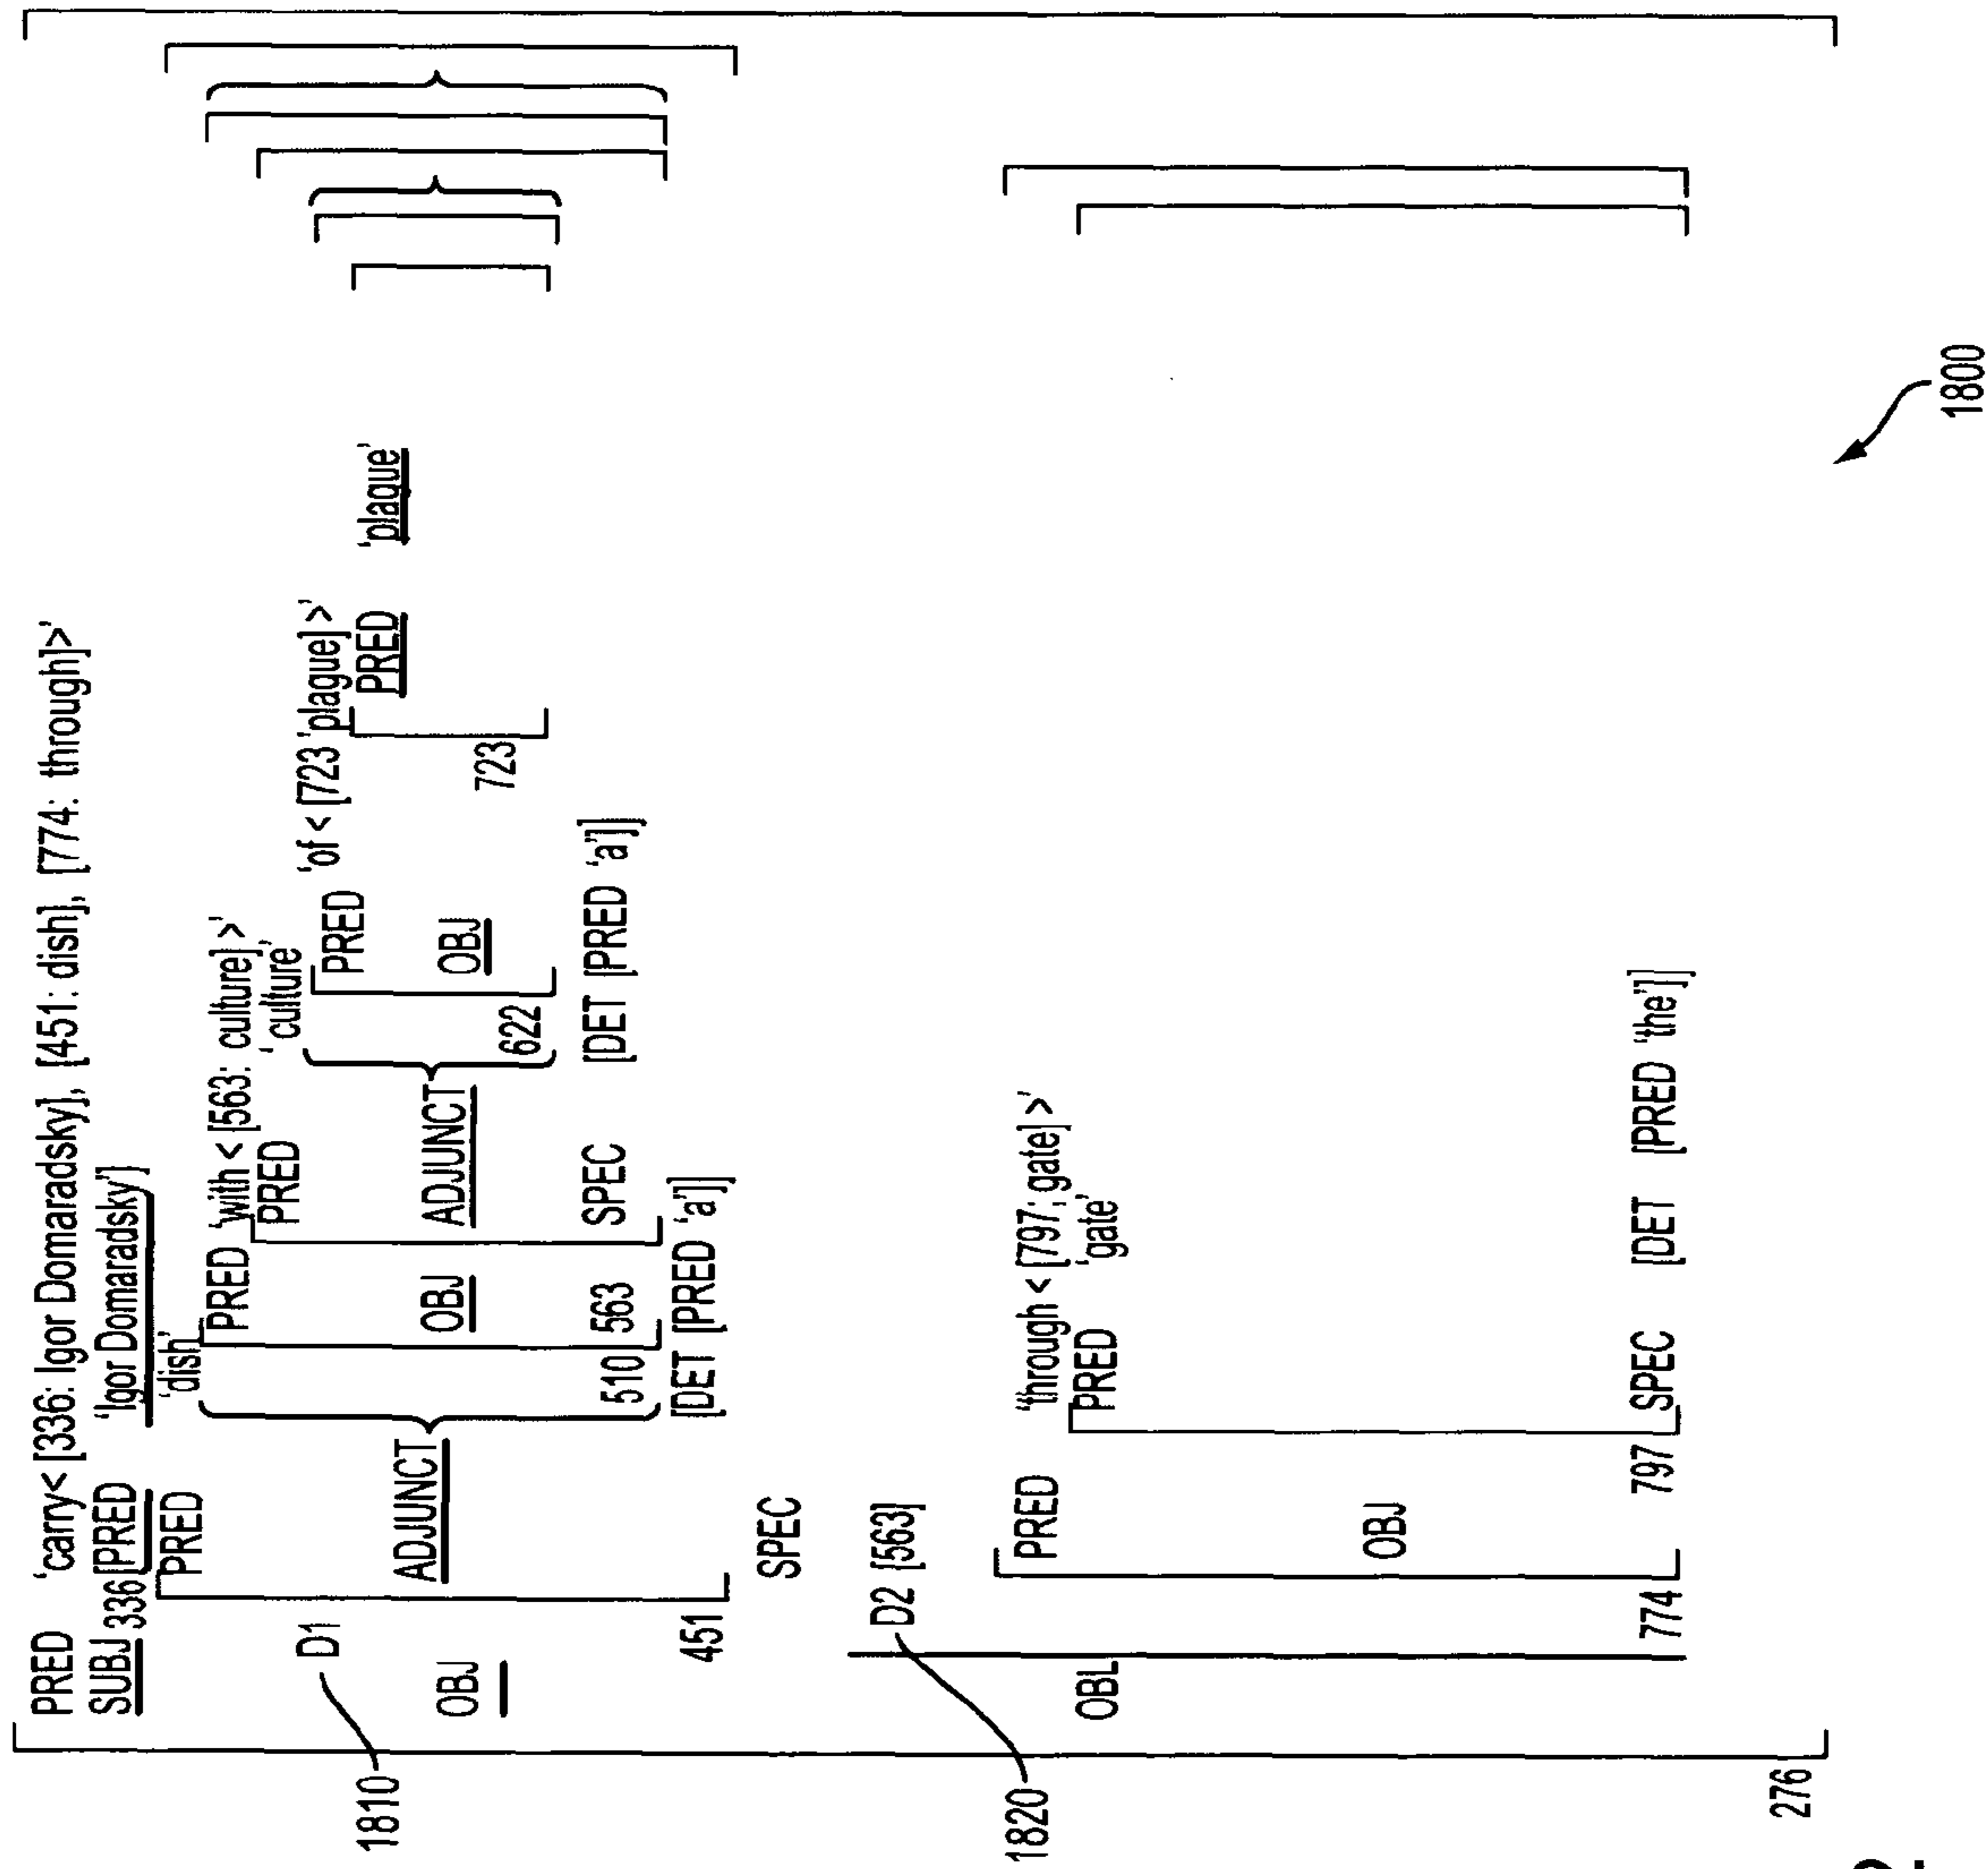 PRED 'carry< [336: Igor Domaradsky], [451: dish], [774: through]>'
SUBJ 336 [PRED 'Igor Domaradsky']
PRED 'dish'
PRED 'with < [563: culture] >'
PRED 'culture'
D1
PRED 'of < [723 'plague] >'
PRED 'plague'
1810
OBJ ADJUNCT OBJ ADJUNCT OBJ
723
622
510 563 SPEC [DET [PRED 'a']]
451 [DET [PRED 'a']]
SPEC
D2 [563]
1820
PRED 'through < [797; gate] >'
OBL PRED 'gate'
OBJ
774 797 SPEC [DET [PRED 'the']]
276
1800